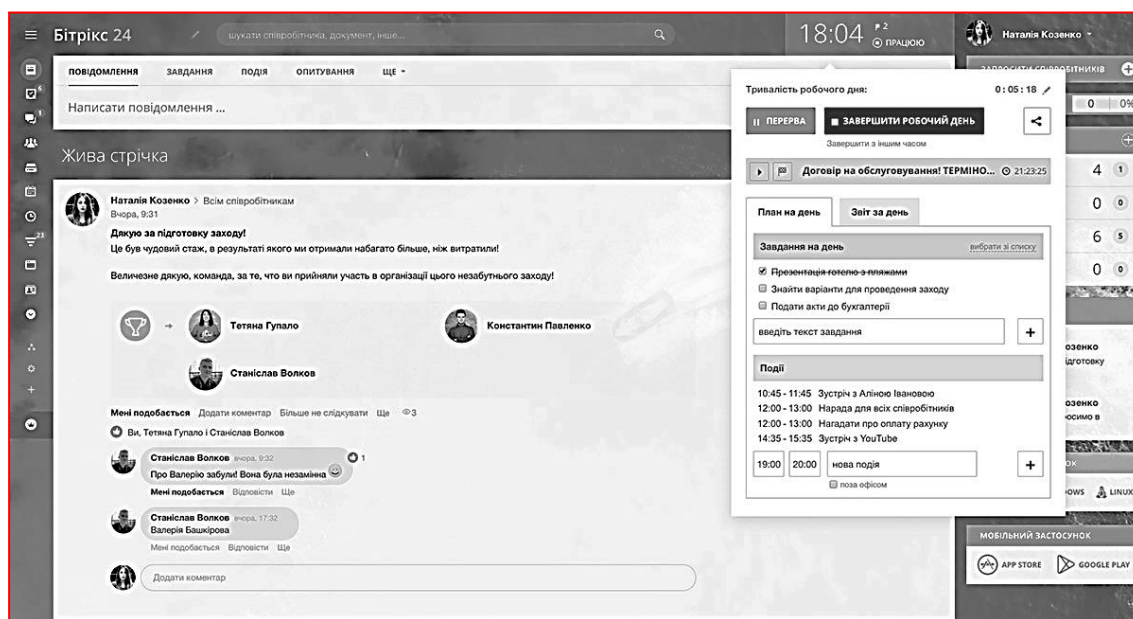 Бітрікс 24
шукати співробітника, документ, інше...
18:04
2
ПРАЦЮЮ
Наталія Козенко
ПОВІДОМЛЕННЯ ЗАВДАННЯ ПОДІЯ ОПИТУВАННЯ ЩЕ
Написати повідомлення ...
6
1
23
Жива стрічка
Наталія Козенко > Всім співробітникам
Вчора, 9:31
Дякую за підготовку заходу!
Це був чудовий стаж, в результаті якого ми отримали набагато більше, ніж витратили!
Величезне дякую, команда, за те, что ви прийняли участь в організації цього незабутнього заходу!
Тетяна Гупало
Константин Павленко
Станіслав Волков
Мені подобається Додати коментар Більше не слідкувати Ще 3
Ви, Тетяна Гупало і Станіслав Волков
Станіслав Волков вчора, 9:32
1
Про Валерію забули! Вона була незамінна
Мені подобається Відповісти Ще
Станіслав Волков вчора, 17:32
Валерія Башкірова
Мені подобається Відповісти Ще
Додати коментар
Тривалість робочого дня: 0:05:18
ПЕРЕРВА
ЗАВЕРШИТИ РОБОЧИЙ ДЕНЬ
Завершити з іншим часом
Договір на обслуговування! ТЕРМІНО... 21:23:25
План на день Звіт за день
Завдання на день вибрати зі списку
Презентація готелю з пляжами
Знайти варіанти для проведення заходу
Подати акти до бухгалтерії
введіть текст завдання +
Події
10:45 - 11:45 Зустріч з Аліною Івановою
12:00 - 13:00 Нарада для всіх співробітників
12:00 - 13:00 Нагадати про оплату рахунку
14:35 - 15:35 Зустріч з YouTube
19:00 20:00 нова подія +
поза офісом
ЗАПРОСИТИ СПІВРОБІТНИКІВ
0 0%
4 1
0 0
6 5
0 0
LINUX
МОБІЛЬНИЙ ЗАСТОСУНОК
APP STORE GOOGLE PLAY